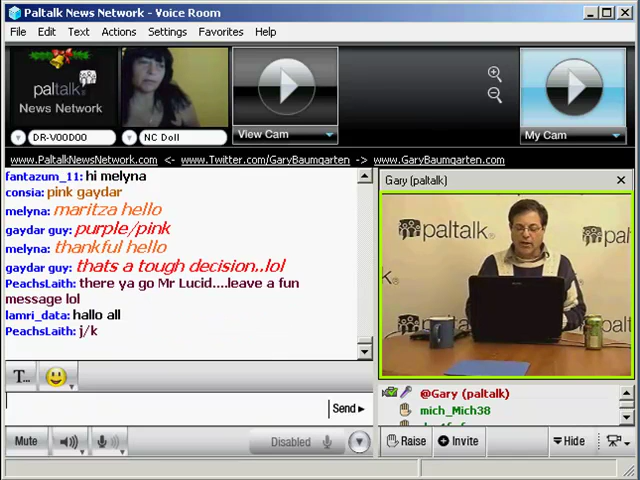 Paltalk News Network - Voice Room
File Edit Text Actions Settings Favorites Help
paltalk
News Network
DR-V00D00
NC Doll
View Cam
My Cam
www.PaltalkNewsNetwork.com <- www.Twitter.com/GaryBaumgarten -> www.GaryBaumgarten.com
fantazum_11: hi melyna
consia: pink gaydar
melyna: maritza hello
gaydar guy: purple/pink
melyna: thankful hello
gaydar guy: thats a tough decision..lol
PeachsLaith: there ya go Mr Lucid....leave a fun
message lol
lamri_data: hallo all
PeachsLaith: j/k
Gary (paltalk)
paltalk
T...
Send
@Gary (paltalk)
mich_Mich38
Mute
Disabled
Raise
Invite
Hide